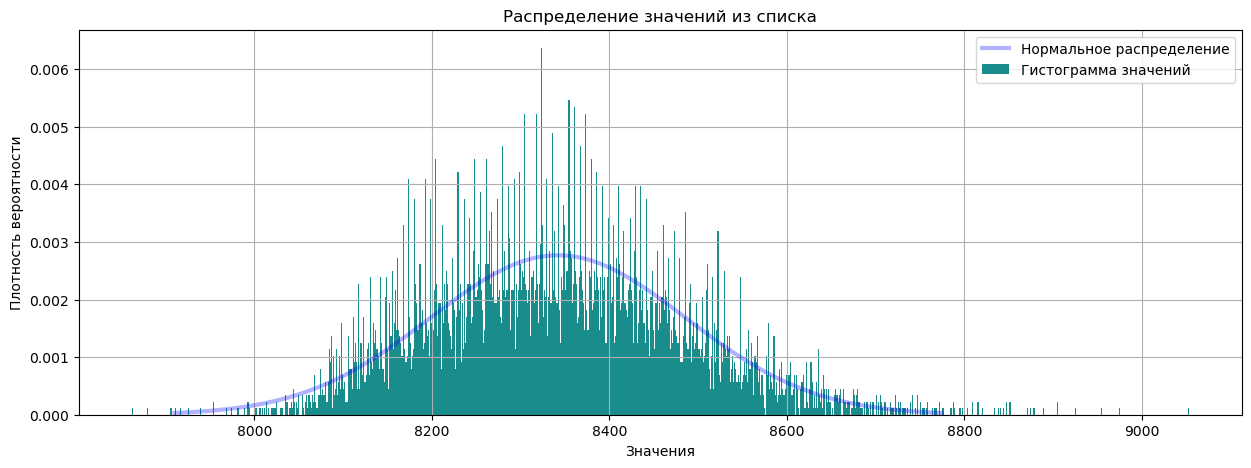 Распределение значений из списка
Нормальное распределение
Гистограмма значений
Плотность вероятности
0.006
0.005
0.004
0.003
0.002
0.001
0.000
8000 8200 8400 8600 8800 9000
Значения